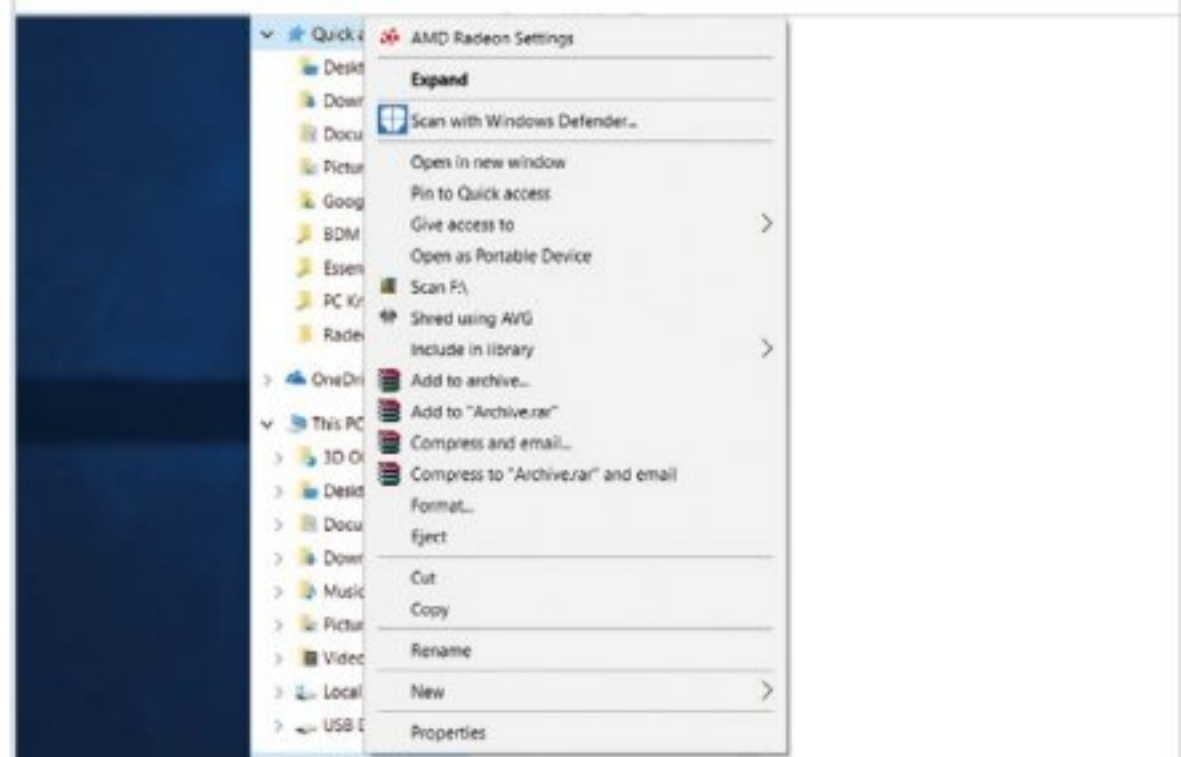 Quick a
Deskt
Down
Docu
Pictur
Goog
BDM
Essen
PC Kn
Rade
OneDri
This PC
3D O
Deskt
Docu
Down
Music
Pictur
Video
Local
USB D
AMD Radeon Settings
Expand
Scan with Windows Defender...
Open in new window
Pin to Quick access
Give access to
Open as Portable Device
Scan F:\
Shred using AVG
Include in library
Add to archive...
Add to "Archive.rar"
Compress and email...
Compress to "Archive.rar" and email
Format...
Eject
Cut
Copy
Rename
New
Properties